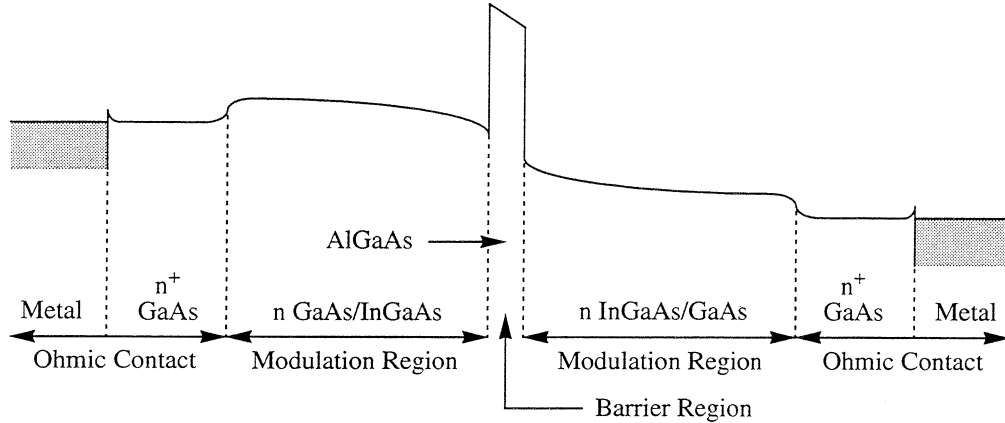 AlGaAs
n+
n+
Metal
GaAs
n GaAs/InGaAs
n InGaAs/GaAs
GaAs
Metal
Ohmic Contact
Modulation Region
Modulation Region
Ohmic Contact
Barrier Region